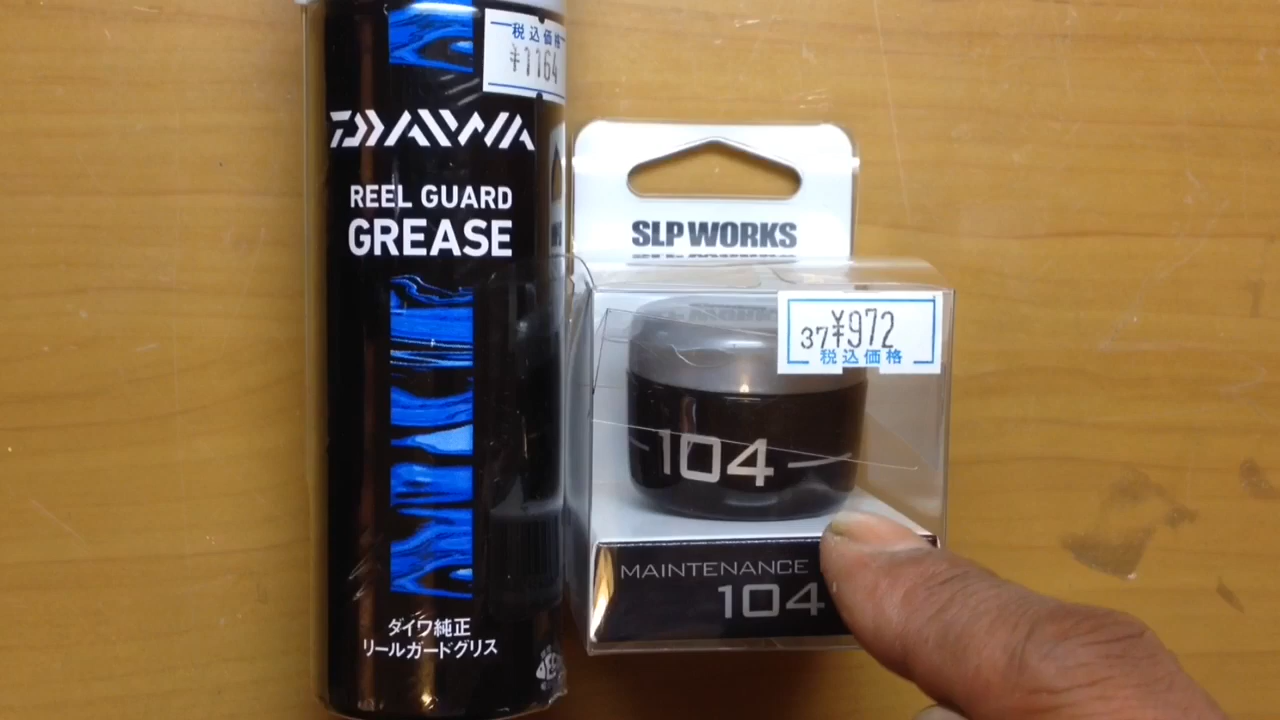 税込価格
¥1164
DAIWA
REEL GUARD
GREASE
ダイワ純正
リールガードグリス
SLP WORKS
37¥972
税込価格
104
MAINTENANCE
104